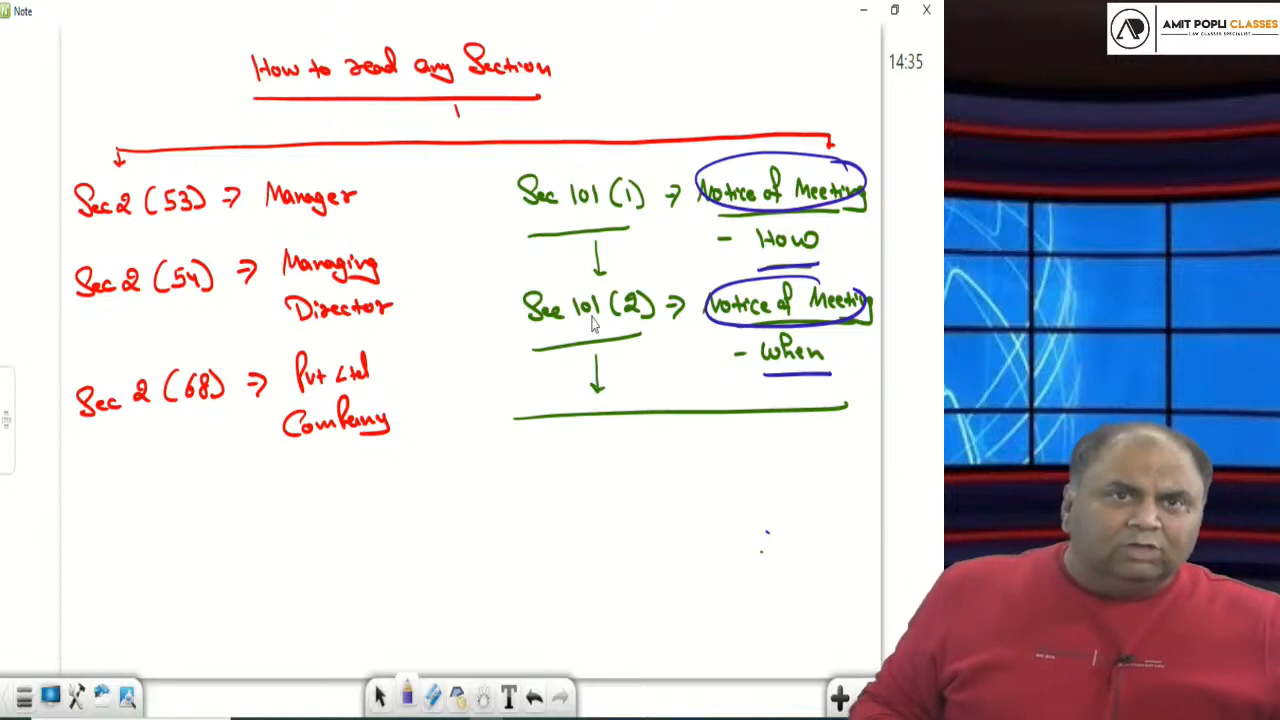 Note
AMIT POPLI CLASSES
LAW CLASSES SPECIALIST
14:35
How to read any Section
Sec 2 (53) ⇒ Manager
Sec 2 (54) ⇒ Managing
Director
Sec 2 (68) ⇒ Pvt Ltd
Company
Sec 101 (1) ⇒ Notice of Meeting
- How
Sec 101 (2) ⇒ Notice of Meeting
- When